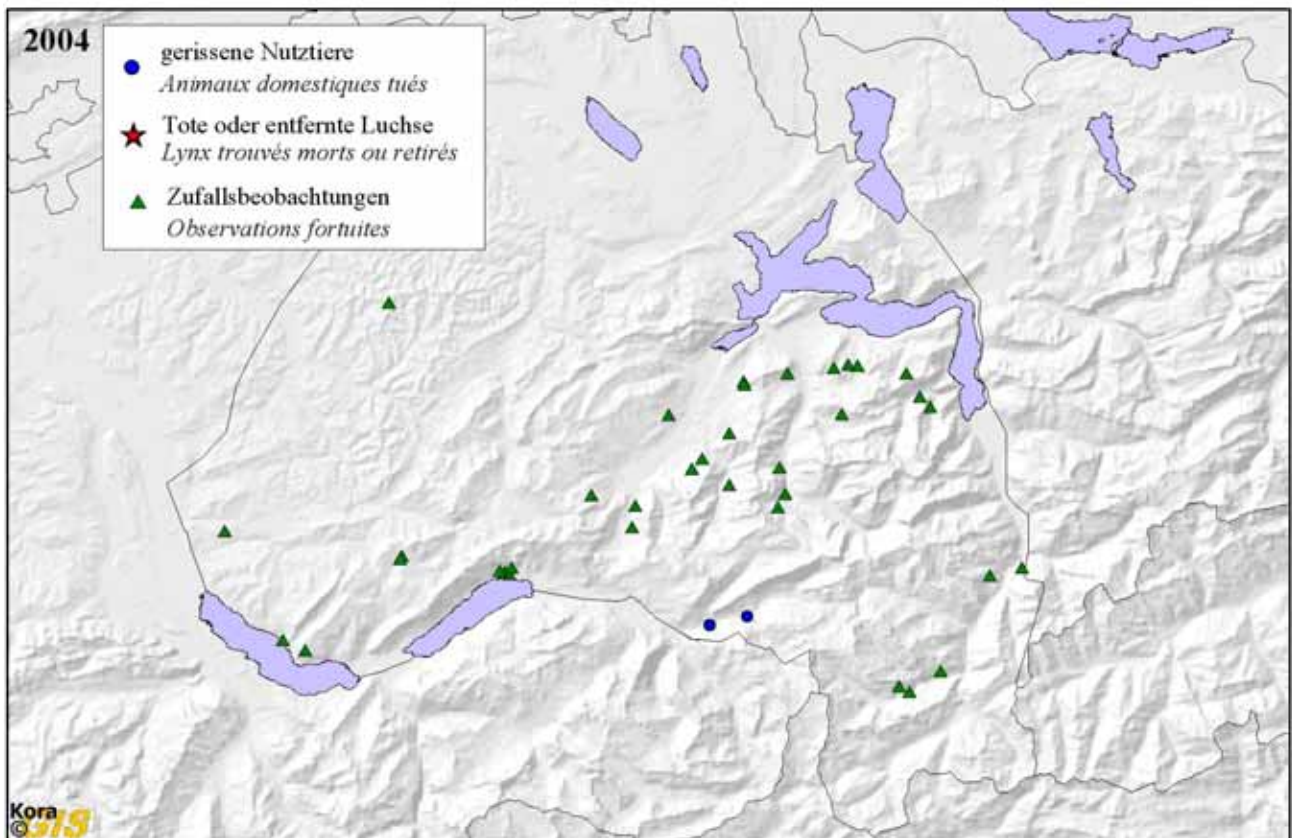 2004
gerissene Nutztiere
Animaux domestiques tués
Tote oder entfernte Luchse
Lynx trouvés morts ou retirés
Zufallsbeobachtungen
Observations fortuites
Kora
©GIS